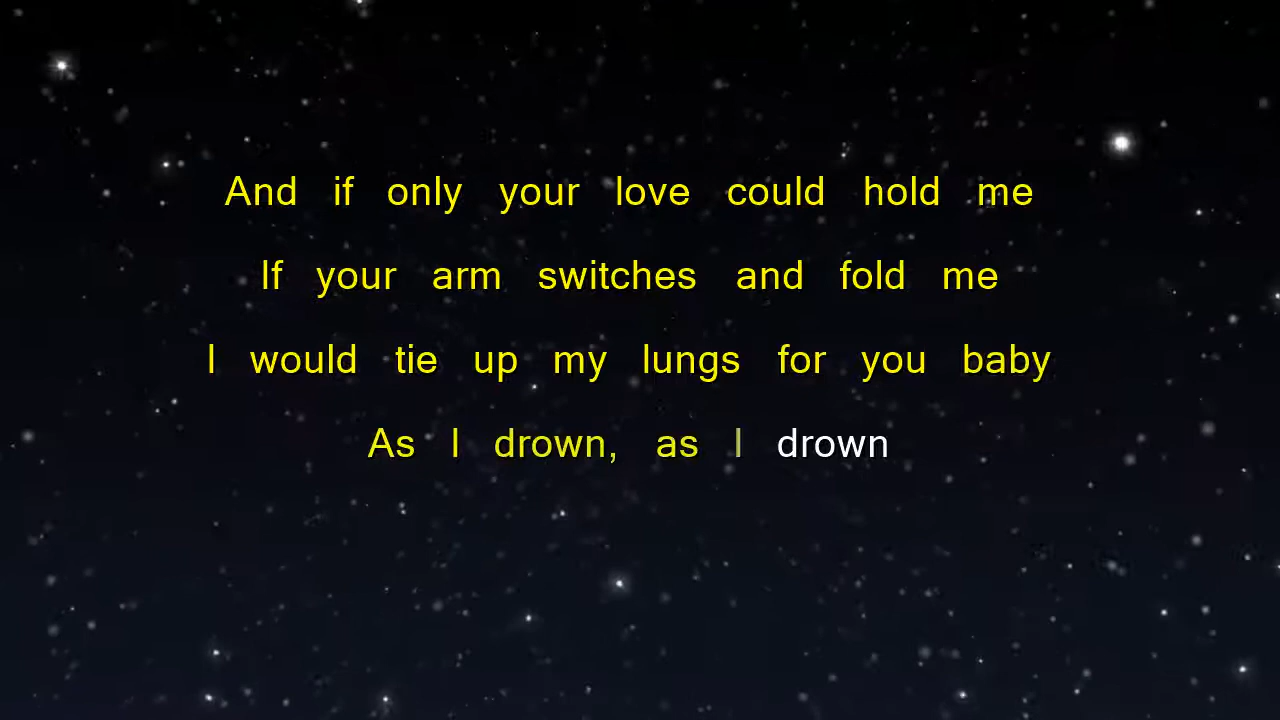 And if only your love could hold me
If your arm switches and fold me
I would tie up my lungs for you baby
As I drown, as I drown